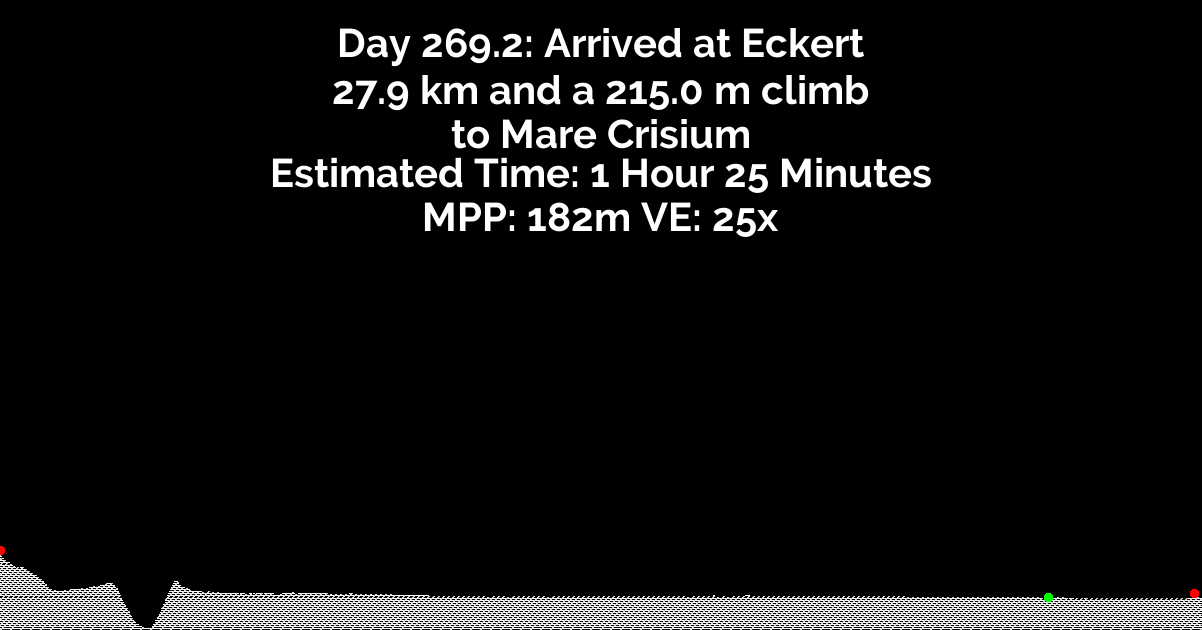 Day 269.2: Arrived at Eckert
27.9 km and a 215.0 m climb
to Mare Crisium
Estimated Time: 1 Hour 25 Minutes
MPP: 182m VE: 25x